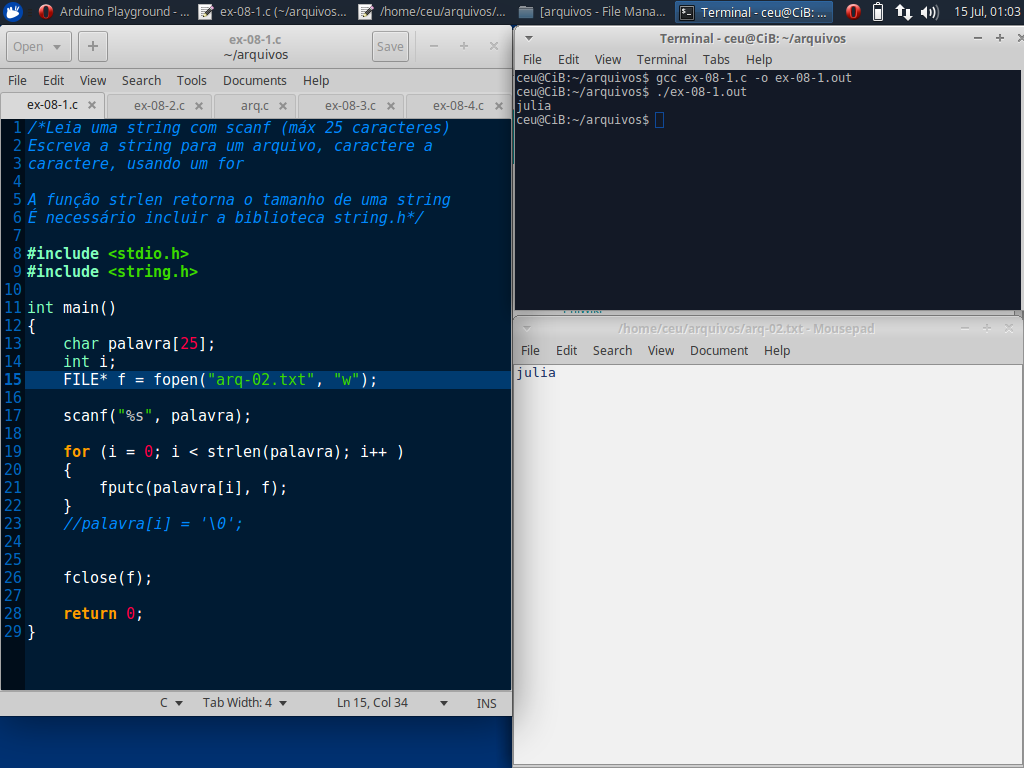 Arduino Playground - ...
ex-08-1.c (~/arquivos...
/home/ceu/arquivos/...
[arquivos - File Mana...
Terminal - ceu@CiB: ...
15 Jul, 01:03
Open
+
ex-08-1.c
~/arquivos
Save
File Edit View Search Tools Documents Help
ex-08-1.c × ex-08-2.c × arq.c × ex-08-3.c × ex-08-4.c ×
1 /*Leia uma string com scanf (máx 25 caracteres)
2 Escreva a string para um arquivo, caractere a
3 caractere, usando um for
4
5 A função strlen retorna o tamanho de uma string
6 É necessário incluir a biblioteca string.h*/
7
8 #include <stdio.h>
9 #include <string.h>
10
11 int main()
12 {
13     char palavra[25];
14     int i;
15     FILE* f = fopen("arq-02.txt", "w");
16
17     scanf("%s", palavra);
18
19     for (i = 0; i < strlen(palavra); i++ )
20     {
21         fputc(palavra[i], f);
22     }
23     //palavra[i] = '\0';
24
25
26     fclose(f);
27
28     return 0;
29 }
C Tab Width: 4 Ln 15, Col 34 INS
Terminal - ceu@CiB: ~/arquivos
File Edit View Terminal Tabs Help
ceu@CiB:~/arquivos$ gcc ex-08-1.c -o ex-08-1.out
ceu@CiB:~/arquivos$ ./ex-08-1.out
julia
ceu@CiB:~/arquivos$
/home/ceu/arquivos/arq-02.txt - Mousepad
File Edit Search View Document Help
julia